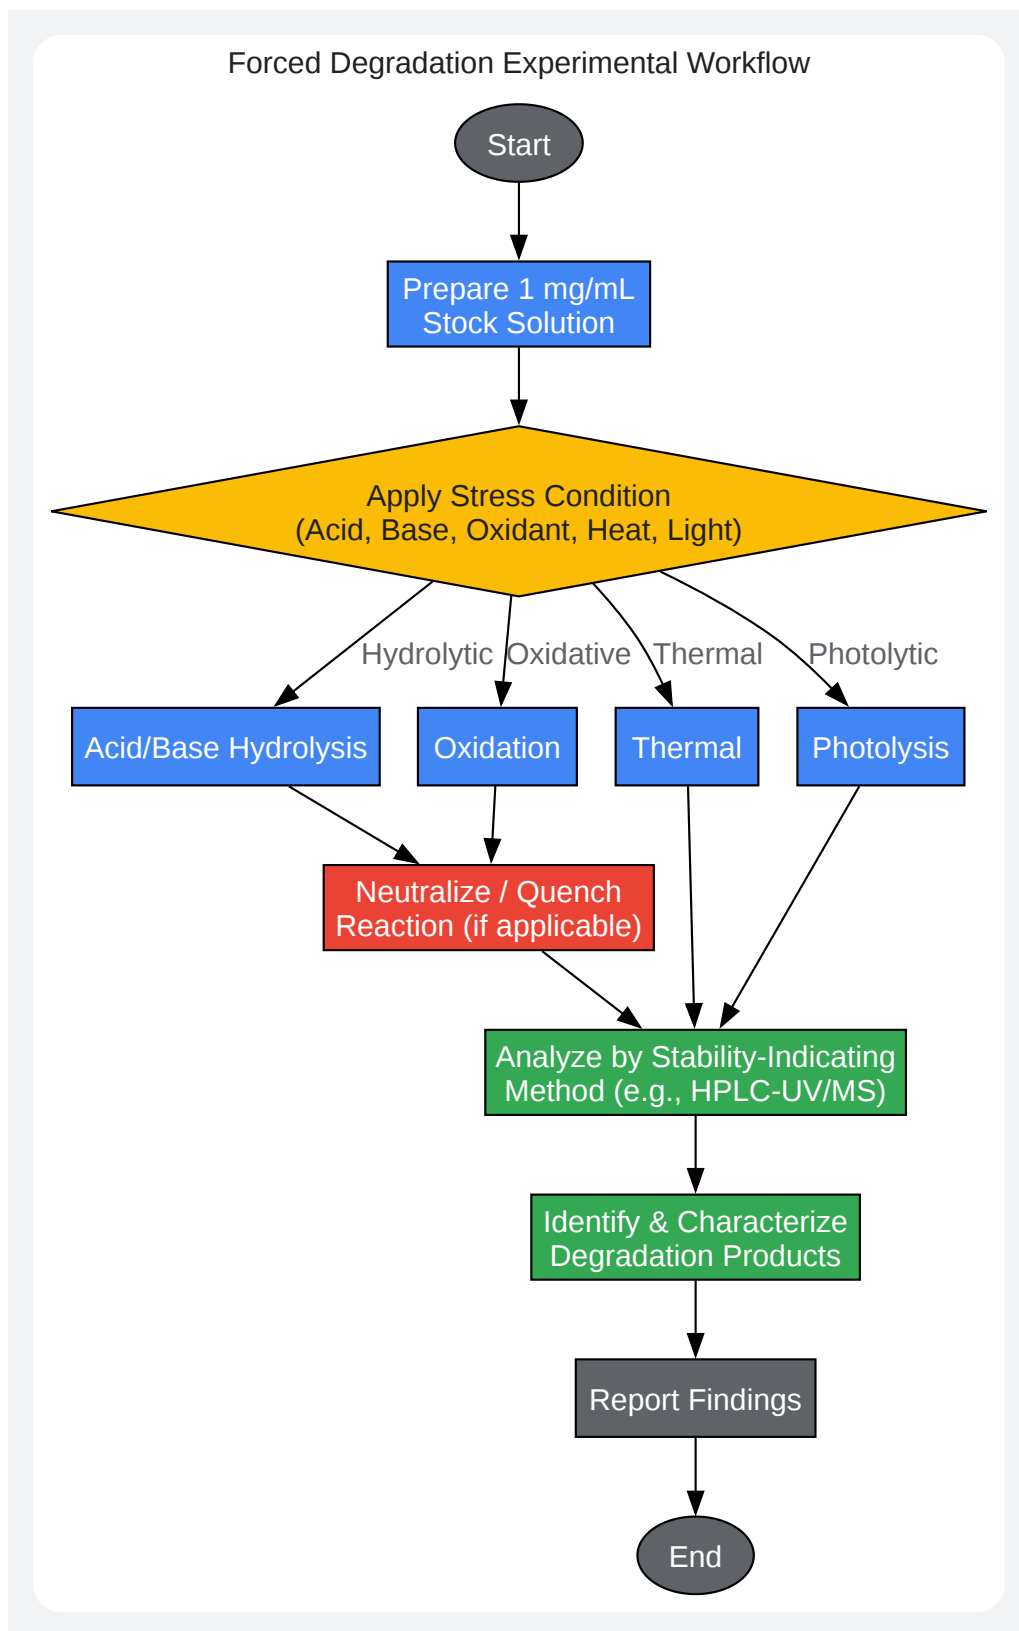 Forced Degradation Experimental Workflow
Start
Prepare 1 mg/mL
Stock Solution
Apply Stress Condition
(Acid, Base, Oxidant, Heat, Light)
Hydrolytic
Oxidative
Thermal
Photolytic
Acid/Base Hydrolysis
Oxidation
Thermal
Photolysis
Neutralize / Quench
Reaction (if applicable)
Analyze by Stability-Indicating
Method (e.g., HPLC-UV/MS)
Identify & Characterize
Degradation Products
Report Findings
End